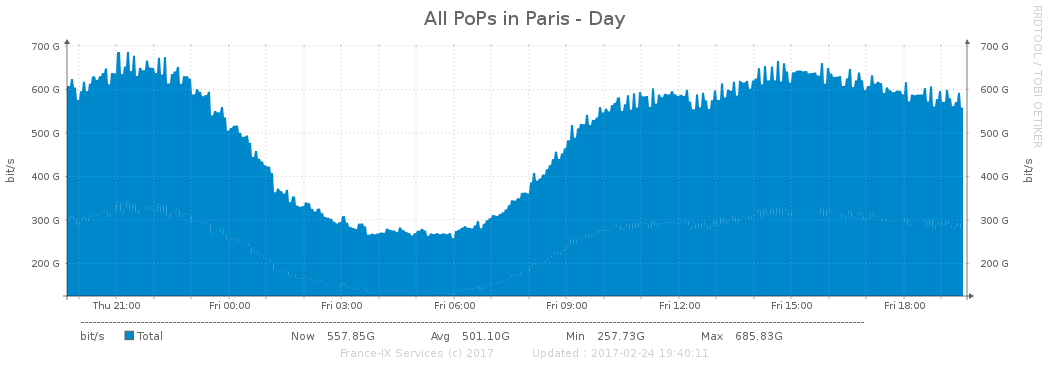 All PoPs in Paris - Day
RRDTOOL / TOBI OETIKER
bit/s
700 G
600 G
500 G
400 G
300 G
200 G
700 G
600 G
500 G
400 G
300 G
200 G
bit/s
Thu 21:00 Fri 00:00 Fri 03:00 Fri 06:00 Fri 09:00 Fri 12:00 Fri 15:00 Fri 18:00
bit/s Total Now 557.85G Avg 501.10G Min 257.73G Max 685.83G
France-IX Services (c) 2017 Updated : 2017-02-24 19:40:11